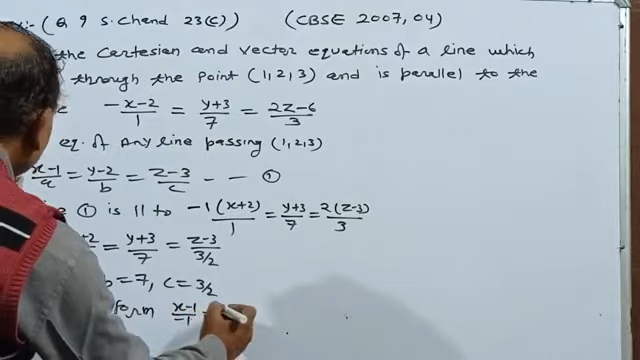 (Q 9 S. Chand 23(C)) (CBSE 2007, 04)
the Cartesian and Vector equations of a line which
through the point (1, 2, 3) and is parallel to the
-x-2/1 = y+3/7 = 2z-6/3
eq. of any line passing (1, 2, 3)
x-1/a = y-2/b = z-3/c - - ①
① is || to -1(x+2)/1 = y+3/7 = 2(z-3)/3
= y+3/7 = z-3/3/2
b=7, c=3/2
form x-1/-1 =